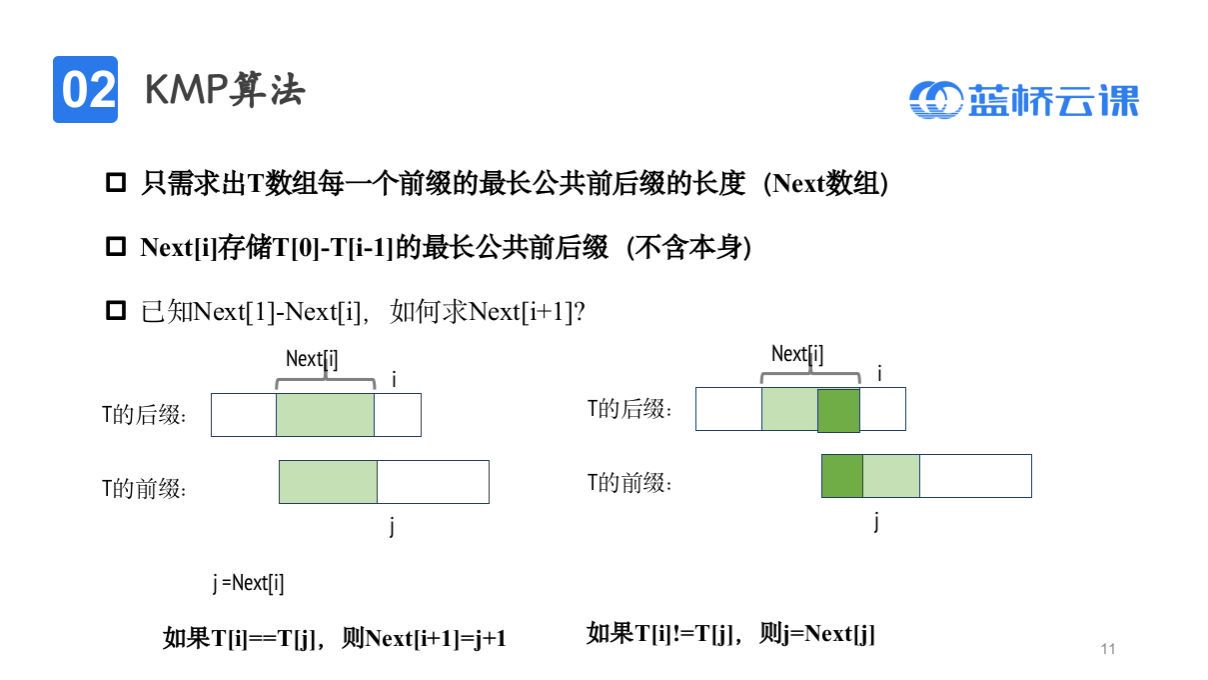 02 KMP算法
蓝桥云课
只需求出T数组每一个前缀的最长公共前后缀的长度（Next数组）
Next[i]存储T[0]-T[i-1]的最长公共前后缀（不含本身）
已知Next[1]-Next[i]，如何求Next[i+1]?
Next[i]
i
T的后缀：
T的前缀：
j
j =Next[i]
如果T[i]==T[j]，则Next[i+1]=j+1
Next[i]
i
T的后缀：
T的前缀：
j
如果T[i]!=T[j]，则j=Next[j]
11